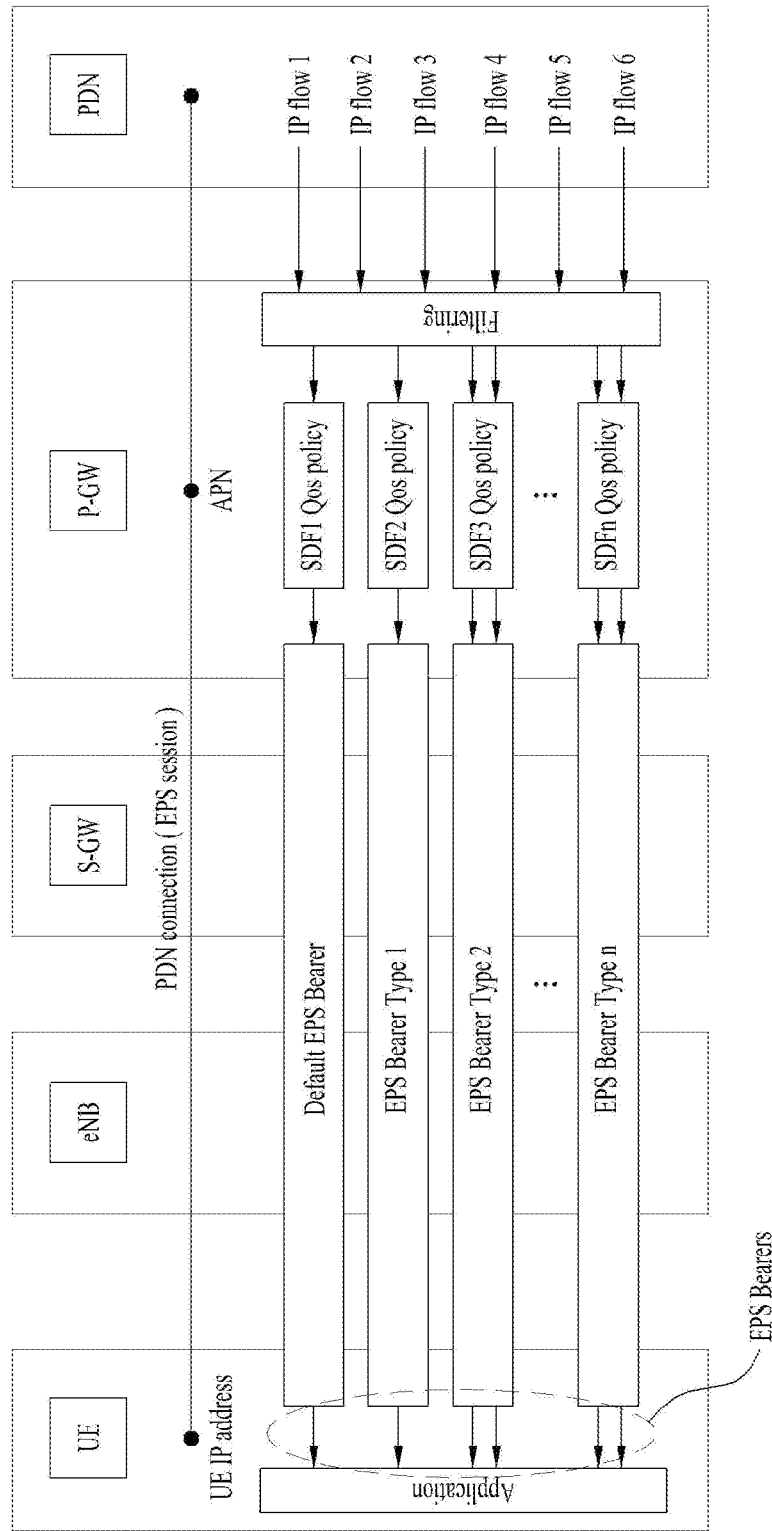 UE
eNB
S-GW
P-GW
PDN
PDN connection ( EPS session )
UE IP address
APN
Application
Default EPS Bearer
SDF1 Qos policy
Filtering
IP flow 1
IP flow 2
EPS Bearer Type 1
SDF2 Qos policy
IP flow 3
EPS Bearer Type 2
SDF3 Qos policy
IP flow 4
...
...
IP flow 5
EPS Bearer Type n
SDFn Qos policy
IP flow 6
EPS Bearers